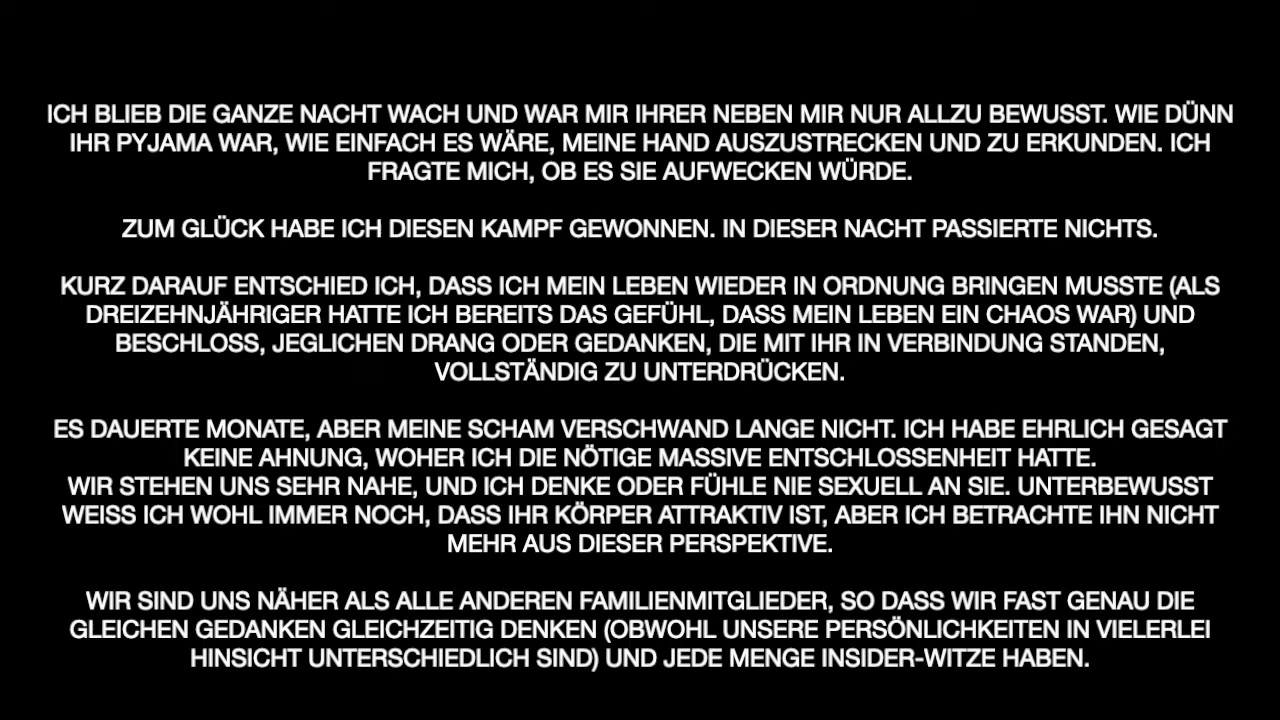 ICH BLIEB DIE GANZE NACHT WACH UND WAR MIR IHRER NEBEN MIR NUR ALLZU BEWUSST. WIE DÜNN
IHR PYJAMA WAR, WIE EINFACH ES WÄRE, MEINE HAND AUSZUSTRECKEN UND ZU ERKUNDEN. ICH
FRAGTE MICH, OB ES SIE AUFWECKEN WÜRDE.
ZUM GLÜCK HABE ICH DIESEN KAMPF GEWONNEN. IN DIESER NACHT PASSIERTE NICHTS.
KURZ DARAUF ENTSCHIED ICH, DASS ICH MEIN LEBEN WIEDER IN ORDNUNG BRINGEN MUSSTE (ALS
DREIZEHNJÄHRIGER HATTE ICH BEREITS DAS GEFÜHL, DASS MEIN LEBEN EIN CHAOS WAR) UND
BESCHLOSS, JEGLICHEN DRANG ODER GEDANKEN, DIE MIT IHR IN VERBINDUNG STANDEN,
VOLLSTÄNDIG ZU UNTERDRÜCKEN.
ES DAUERTE MONATE, ABER MEINE SCHAM VERSCHWAND LANGE NICHT. ICH HABE EHRLICH GESAGT
KEINE AHNUNG, WOHER ICH DIE NÖTIGE MASSIVE ENTSCHLOSSENHEIT HATTE.
WIR STEHEN UNS SEHR NAHE, UND ICH DENKE ODER FÜHLE NIE SEXUELL AN SIE. UNTERBEWUSST
WEISS ICH WOHL IMMER NOCH, DASS IHR KÖRPER ATTRAKTIV IST, ABER ICH BETRACHTE IHN NICHT
MEHR AUS DIESER PERSPEKTIVE.
WIR SIND UNS NÄHER ALS ALLE ANDEREN FAMILIENMITGLIEDER, SO DASS WIR FAST GENAU DIE
GLEICHEN GEDANKEN GLEICHZEITIG DENKEN (OBWOHL UNSERE PERSÖNLICHKEITEN IN VIELERLEI
HINSICHT UNTERSCHIEDLICH SIND) UND JEDE MENGE INSIDER-WITZE HABEN.